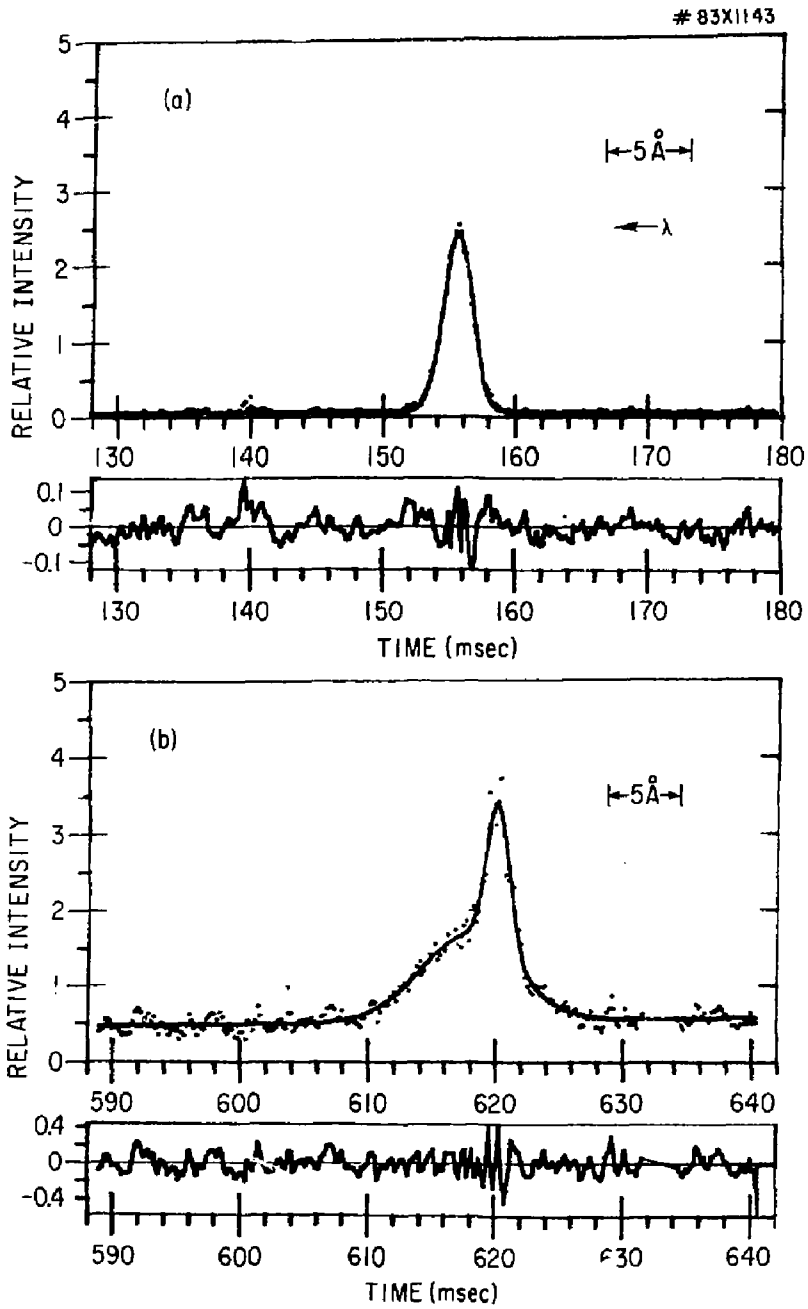 # 83X1143
5
4
3
2
1
0
RELATIVE INTENSITY
(a)
5Å
← λ
130 140 150 160 170 180
0.1
0
-0.1
130 140 150 160 170 180
TIME (msec)
5
4
3
2
1
0
RELATIVE INTENSITY
(b)
5Å
590 600 610 620 630 640
0.4
0
-0.4
590 600 610 620 630 640
TIME (msec)